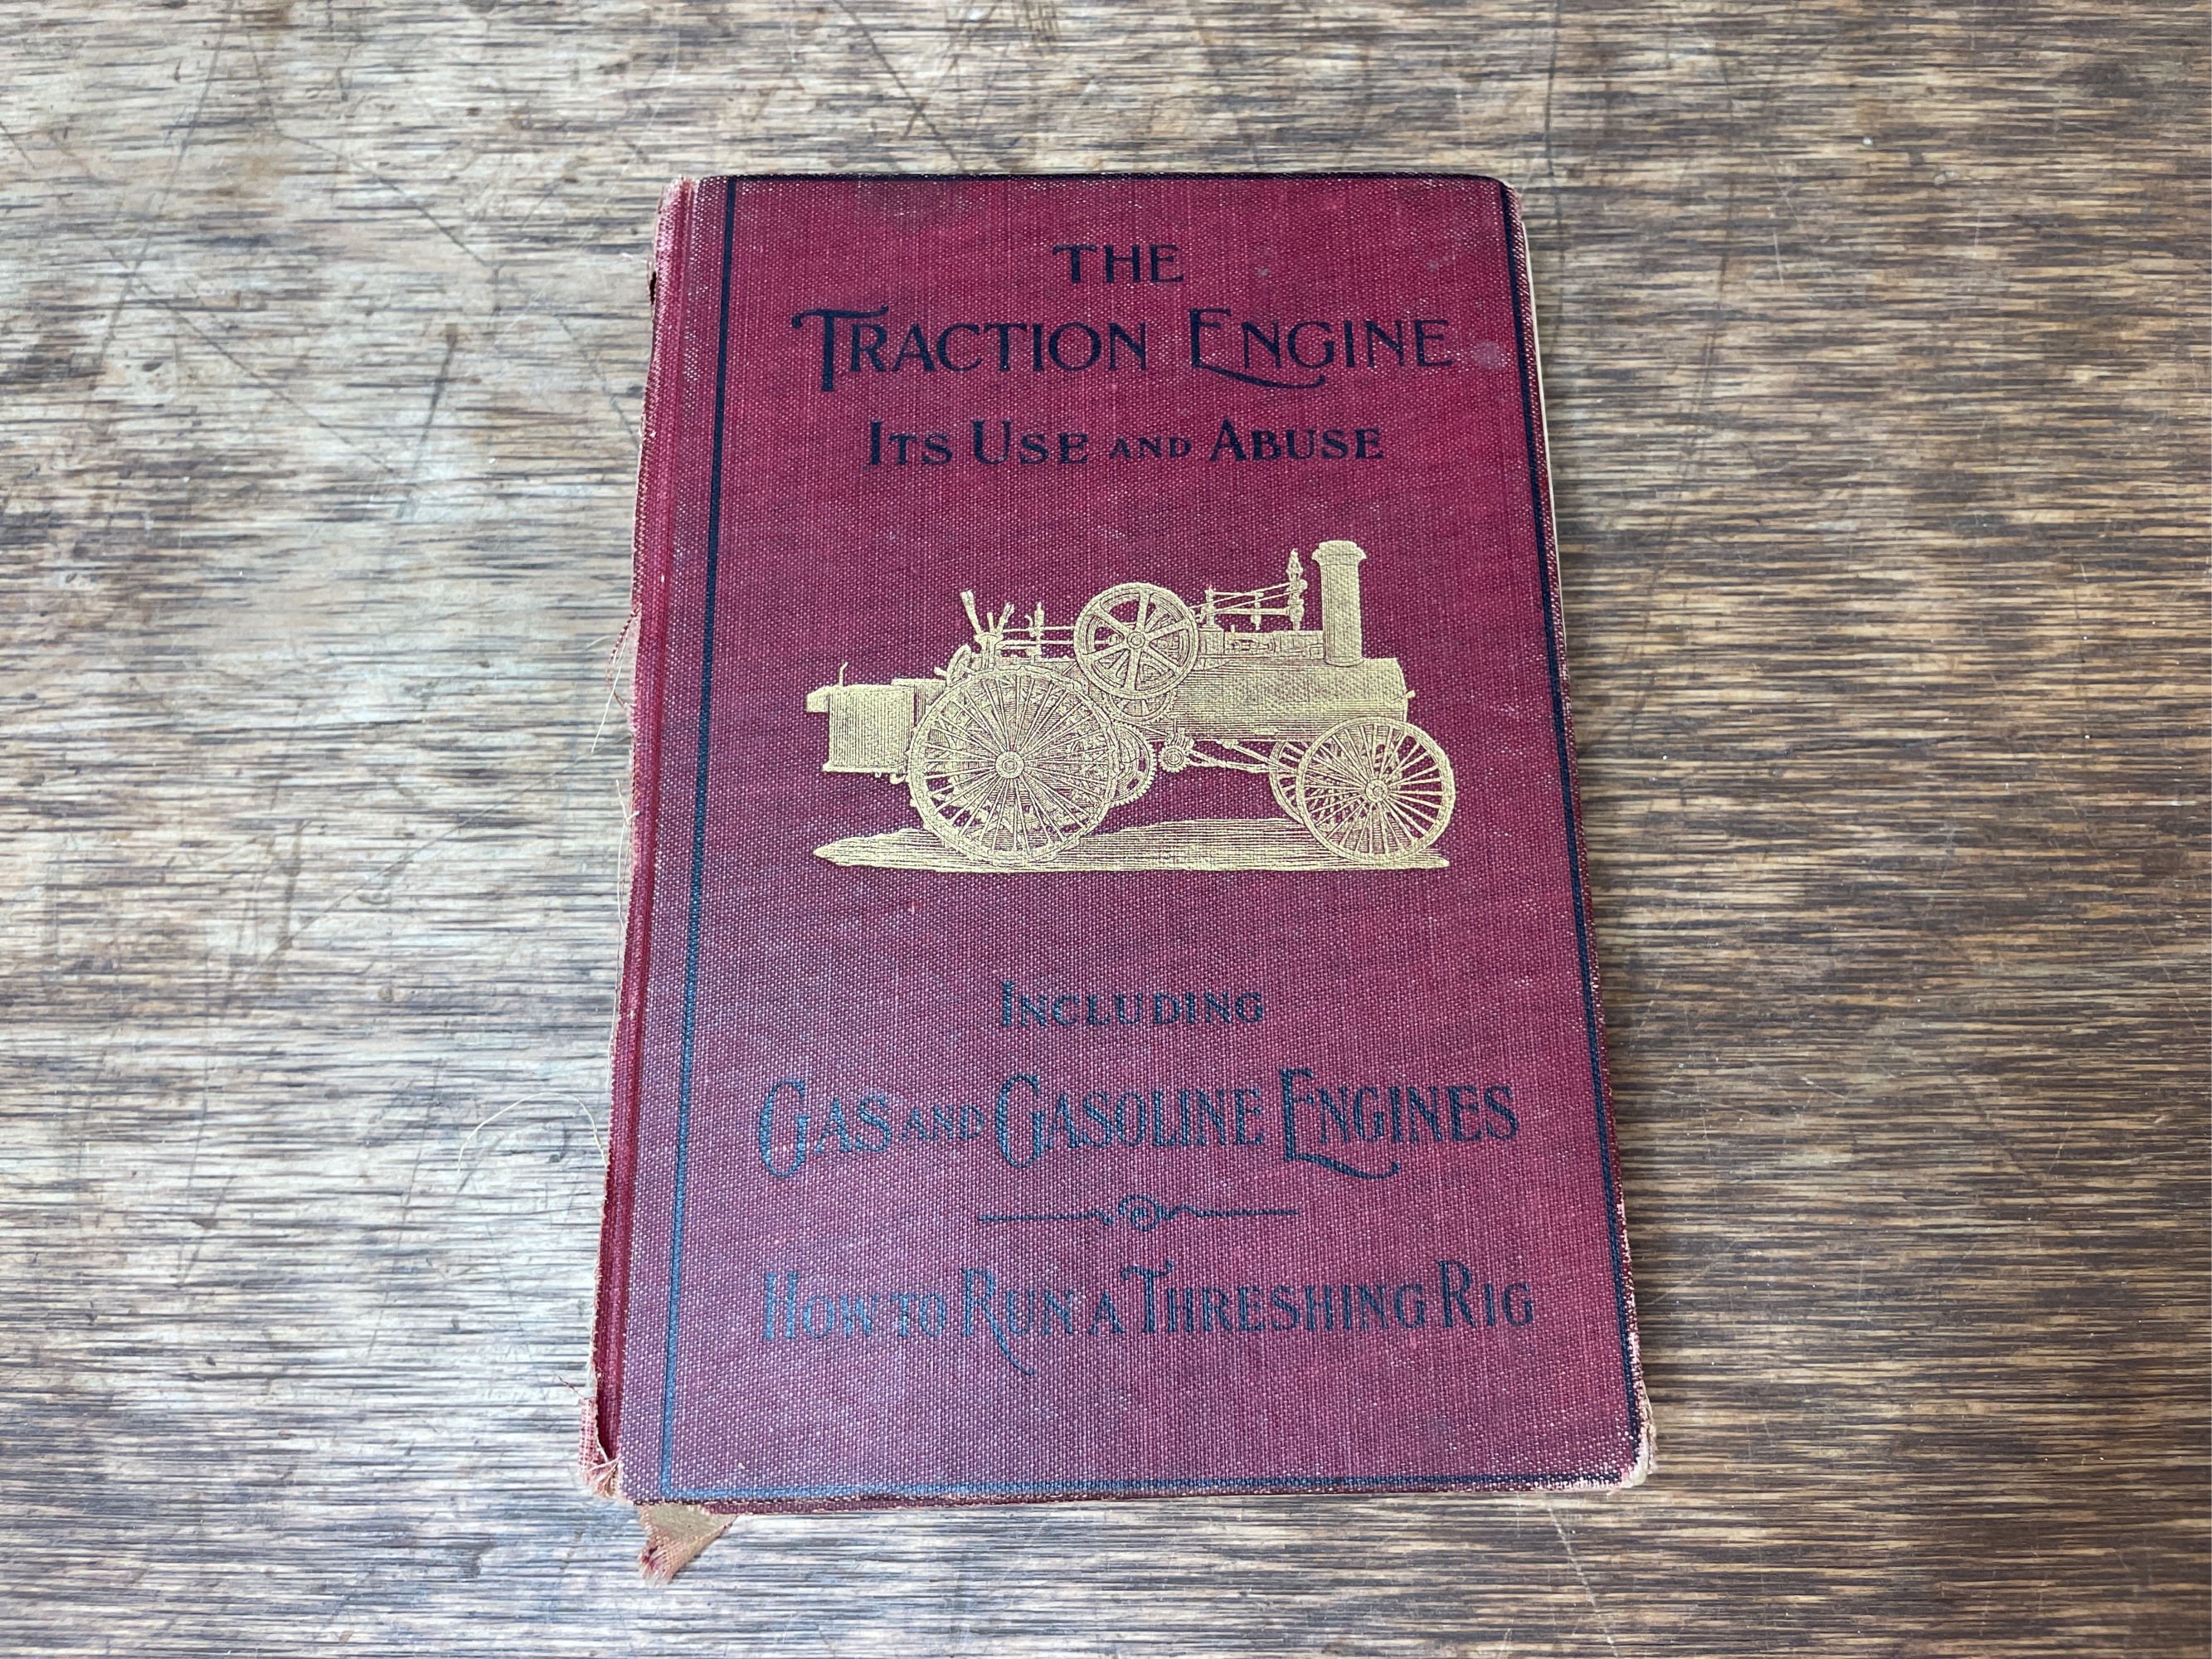 THE
TRACTION ENGINE
ITS USE AND ABUSE
INCLUDING
GAS AND GASOLINE ENGINES
HOW TO RUN A THRESHING RIG